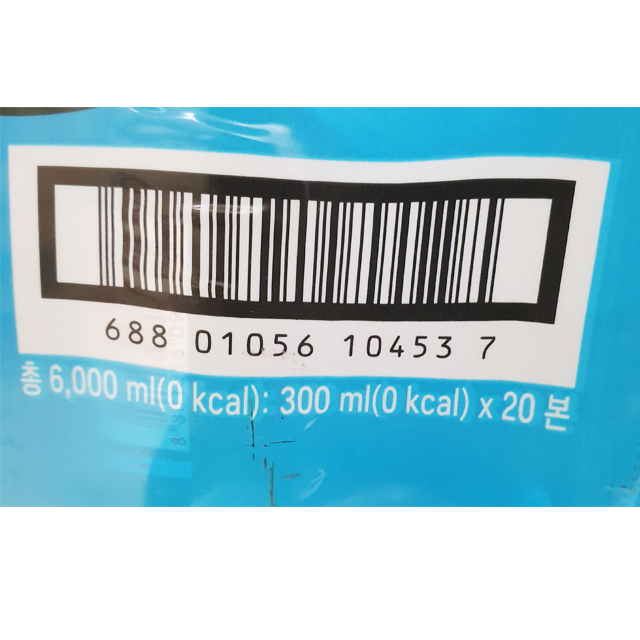 688 01056 10453 7
총 6,000 ml(0 kcal): 300 ml(0 kcal) x 20 본